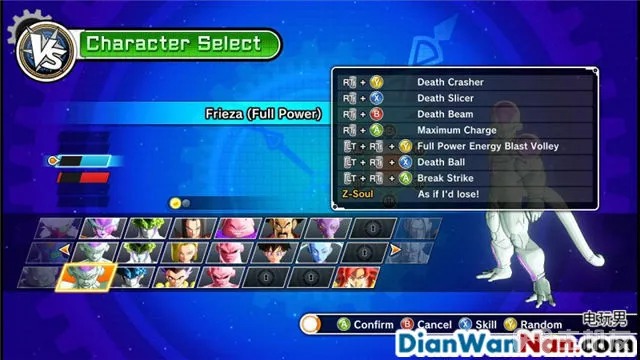 VS
Character Select
Frieza (Full Power)
RT + Y Death Crasher
RT + X Death Slicer
RT + B Death Beam
RT + A Maximum Charge
LT + RT + Y Full Power Energy Blast Volley
LT + RT + X Death Ball
LT + RT + A Break Strike
Z-Soul As if I'd lose!
A Confirm B Cancel X Skill Y Random
电玩男
DianWanNan.com